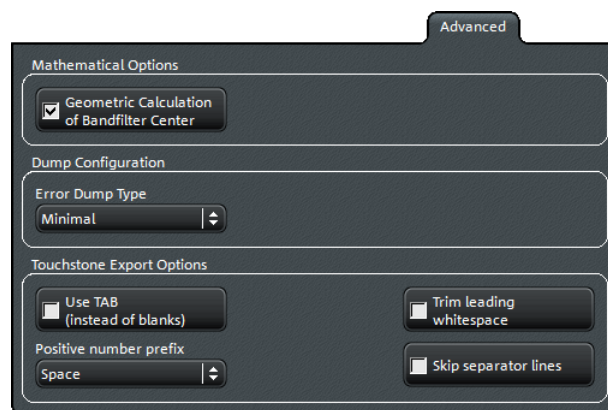 Advanced
Mathematical Options
Geometric Calculation
of Bandfilter Center
Dump Configuration
Error Dump Type
Minimal
Touchstone Export Options
Use TAB
(instead of blanks)
Trim leading
whitespace
Positive number prefix
Space
Skip separator lines